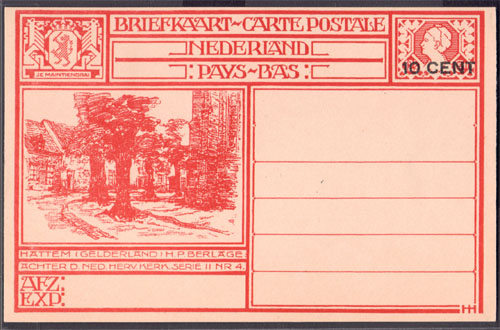 BRIEFKAART~CARTE POSTALE
NEDERLAND
PAYS~BAS:
JE MAINTIENDRAI
10 CENT
HATTEM (GELDERLAND) H.P. BERLAGE
ACHTER D. NED. HERV. KERK. SERIE II NR 4.
AFZ:
EXP: